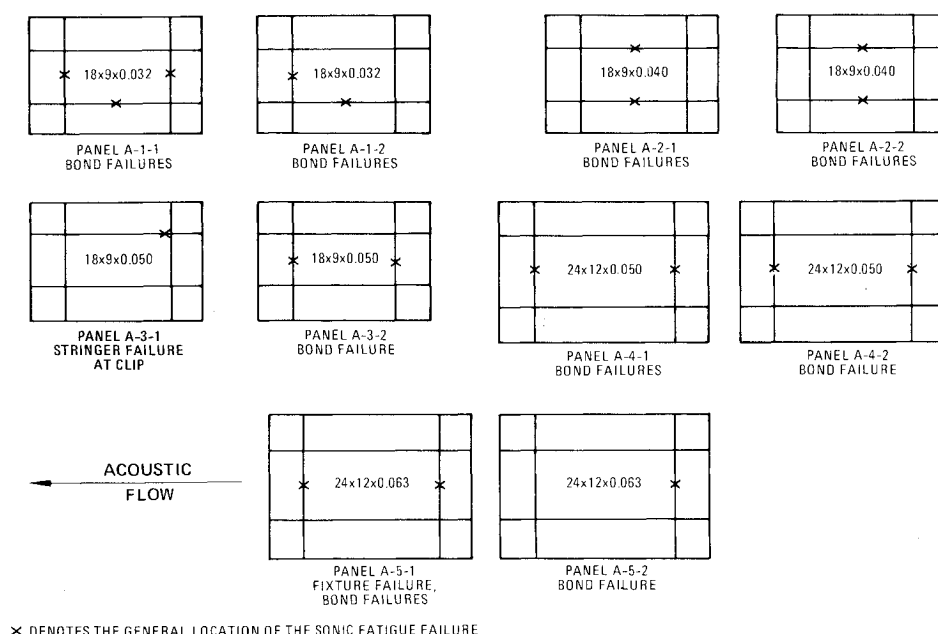 18x9x0.032
PANEL A-1-1
BOND FAILURES
18x9x0.032
PANEL A-1-2
BOND FAILURES
18x9x0.040
PANEL A-2-1
BOND FAILURES
18x9x0.040
PANEL A-2-2
BOND FAILURES
18x9x0.050
PANEL A-3-1
STRINGER FAILURE
AT CLIP
18x9x0.050
PANEL A-3-2
BOND FAILURE
24x12x0.050
PANEL A-4-1
BOND FAILURES
24x12x0.050
PANEL A-4-2
BOND FAILURE
ACOUSTIC
FLOW
24x12x0.063
PANEL A-5-1
FIXTURE FAILURE,
BOND FAILURES
24x12x0.063
PANEL A-5-2
BOND FAILURE
× DENOTES THE GENERAL LOCATION OF THE SONIC FATIGUE FAILURE